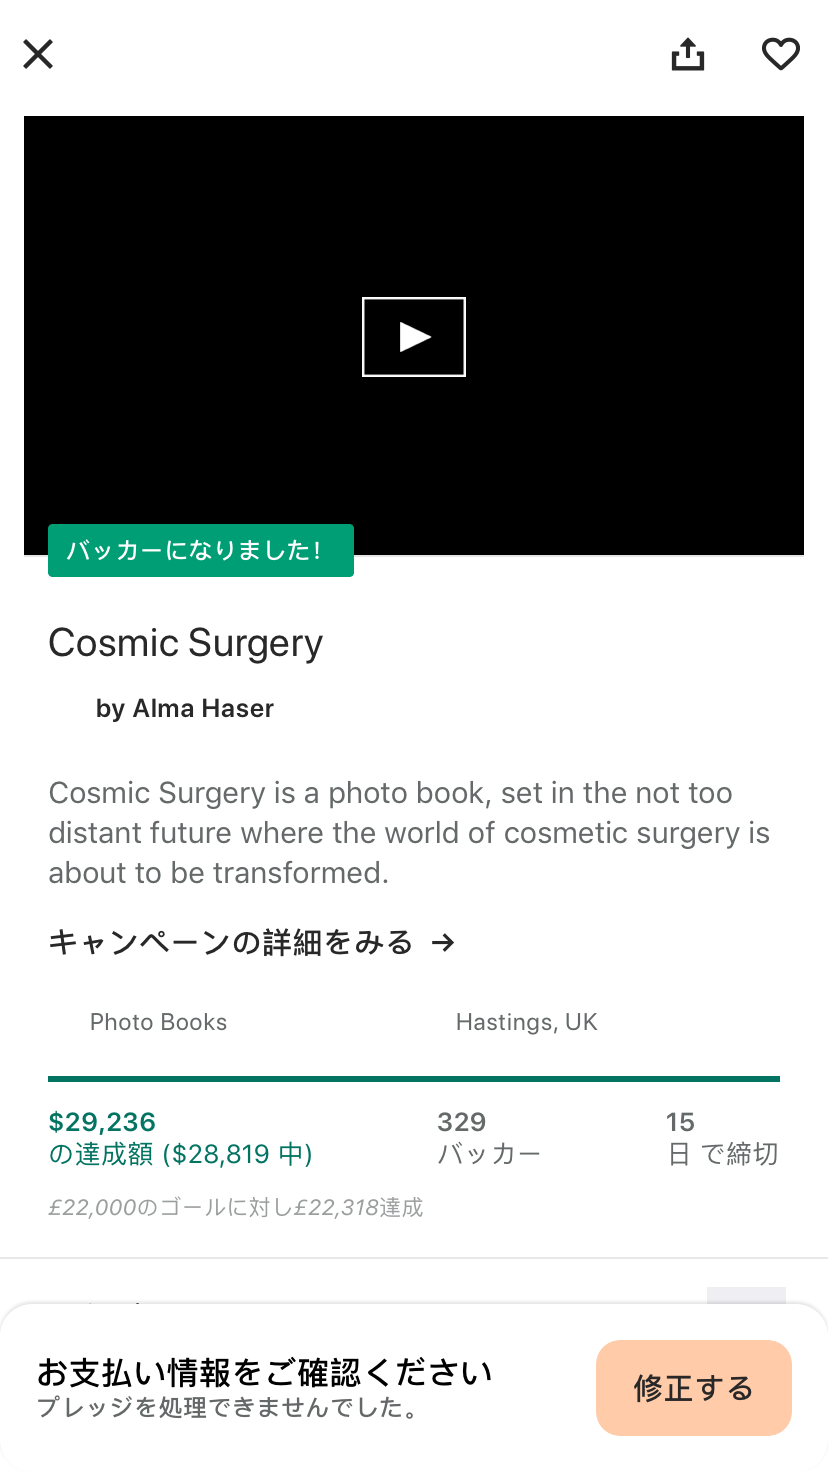 バッカーになりました!
Cosmic Surgery
by Alma Haser
Cosmic Surgery is a photo book, set in the not too
distant future where the world of cosmetic surgery is
about to be transformed.
キャンペーンの詳細をみる →
Photo Books
Hastings, UK
$29,236
の達成額 ($28,819 中)
329
バッカー
15
日 で締切
£22,000のゴールに対し£22,318達成
お支払い情報をご確認ください
プレッジを処理できませんでした。
修正する